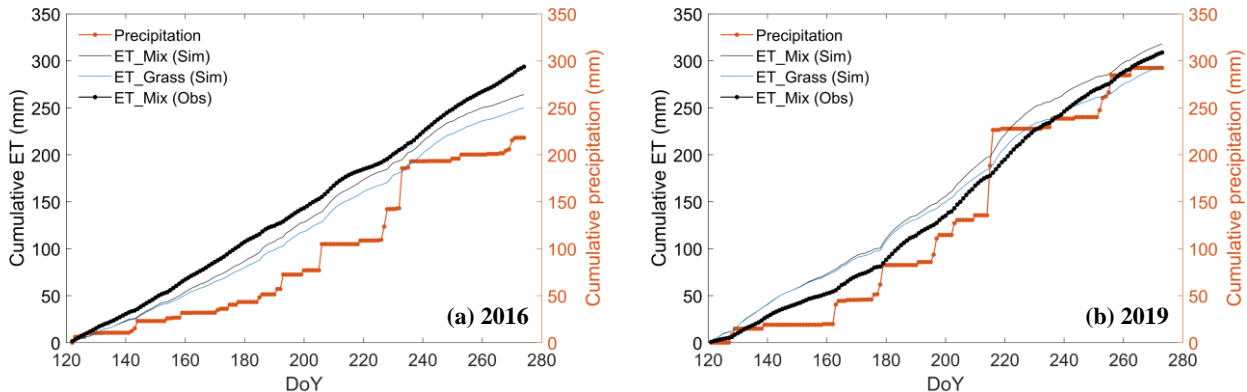 350
300
250
200
150
100
50
0
Cumulative ET (mm)
Precipitation
ET_Mix (Sim)
ET_Grass (Sim)
ET_Mix (Obs)
350
300
250
200
150
100
50
0
Cumulative precipitation (mm)
(a) 2016
120 140 160 180 200 220 240 260 280
DoY
350
300
250
200
150
100
50
0
Cumulative ET (mm)
Precipitation
ET_Mix (Sim)
ET_Grass (Sim)
ET_Mix (Obs)
350
300
250
200
150
100
50
0
Cumulative precipitation (mm)
(b) 2019
120 140 160 180 200 220 240 260 280
DoY